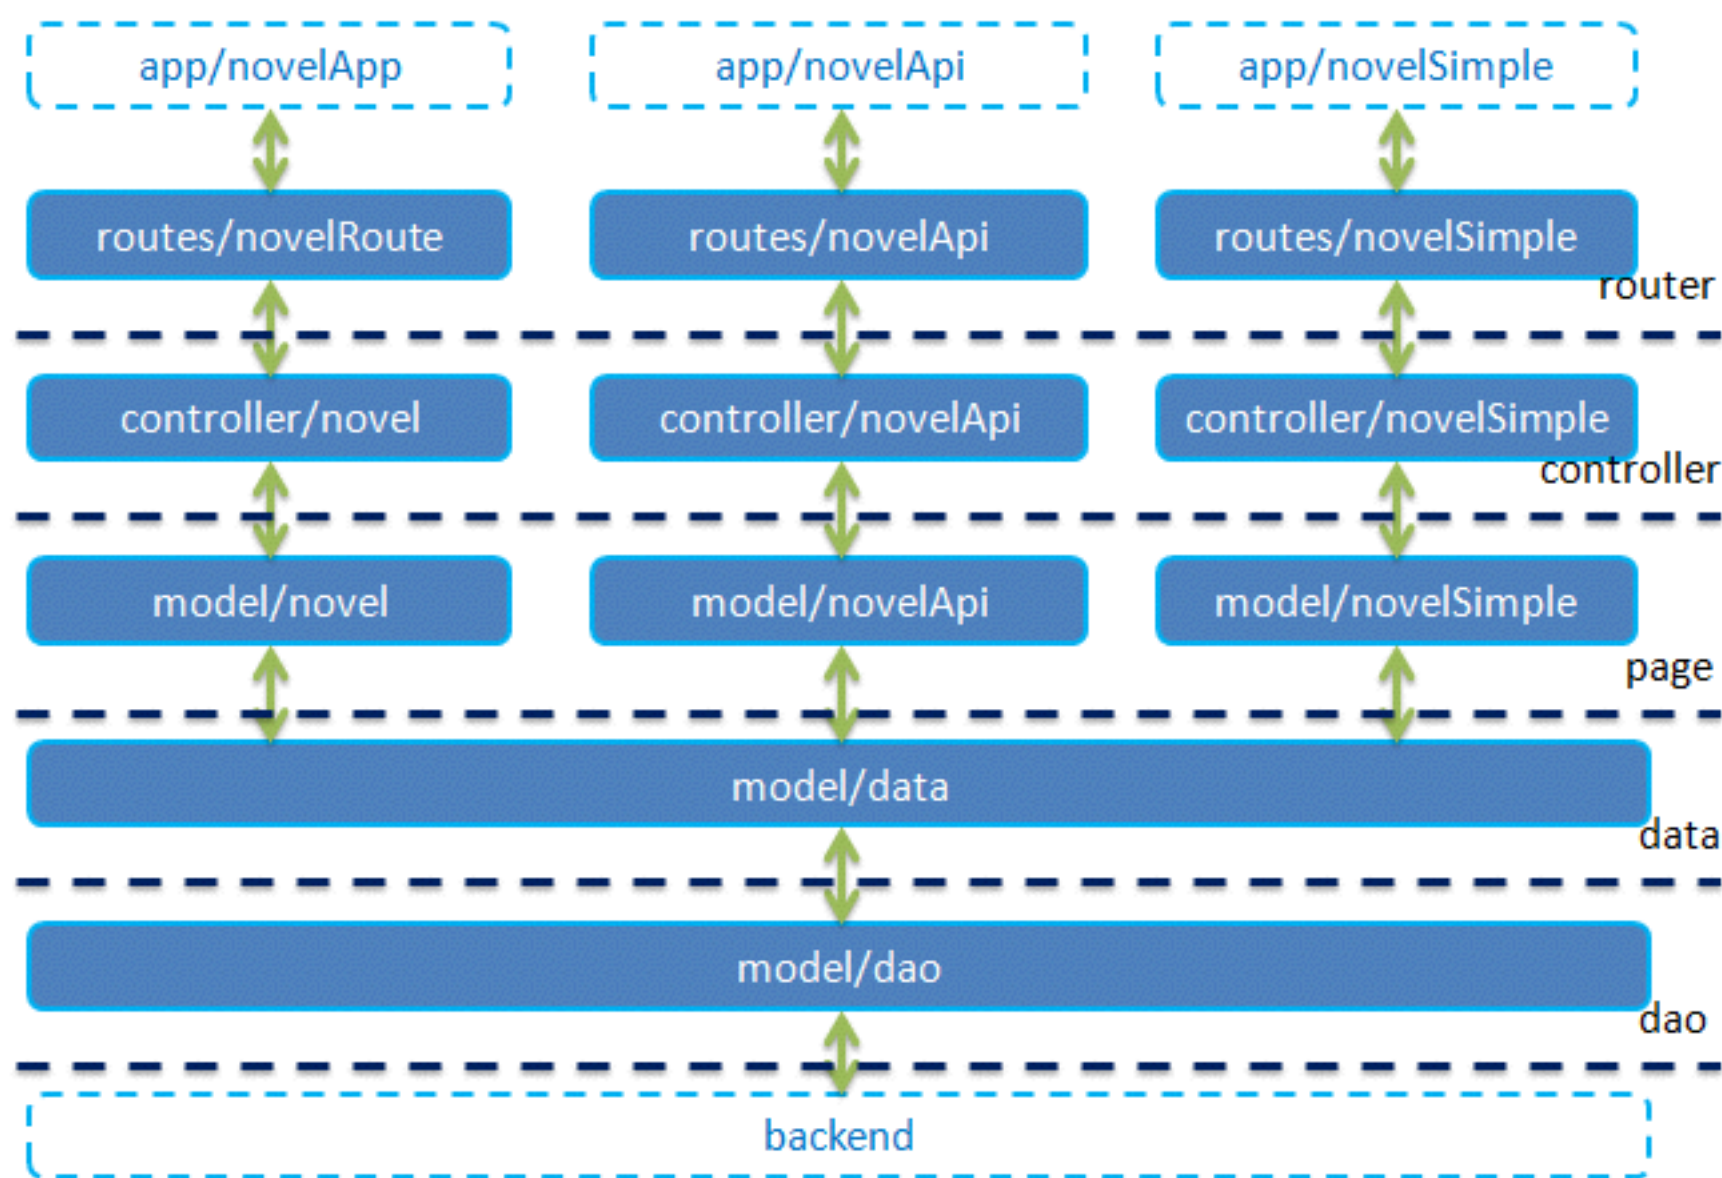 app/novelApp
app/novelApi
app/novelSimple
routes/novelRoute
routes/novelApi
routes/novelSimple
router
controller/novel
controller/novelApi
controller/novelSimple
controller
model/novel
model/novelApi
model/novelSimple
page
model/data
data
model/dao
dao
backend